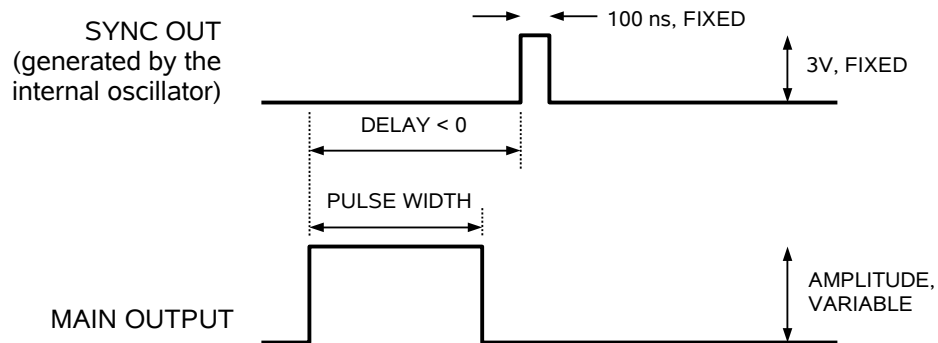 100 ns, FIXED
SYNC OUT
(generated by the
internal oscillator)
3V, FIXED
DELAY < 0
PULSE WIDTH
AMPLITUDE,
VARIABLE
MAIN OUTPUT